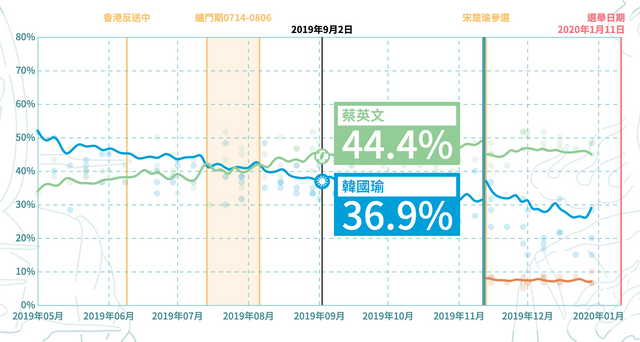 香港反送中
續門期0714-0806
宋楚瑜參選
選舉日期
2020年1月11日
2019年9月2日
80%
70%
60%
50%
40%
30%
20%
10%
0%
蔡英文
44.4%
韓國瑜
36.9%
2019年05月
2019年06月
2019年07月
2019年08月
2019年09月
2019年10月
2019年11月
2019年12月
2020年01月